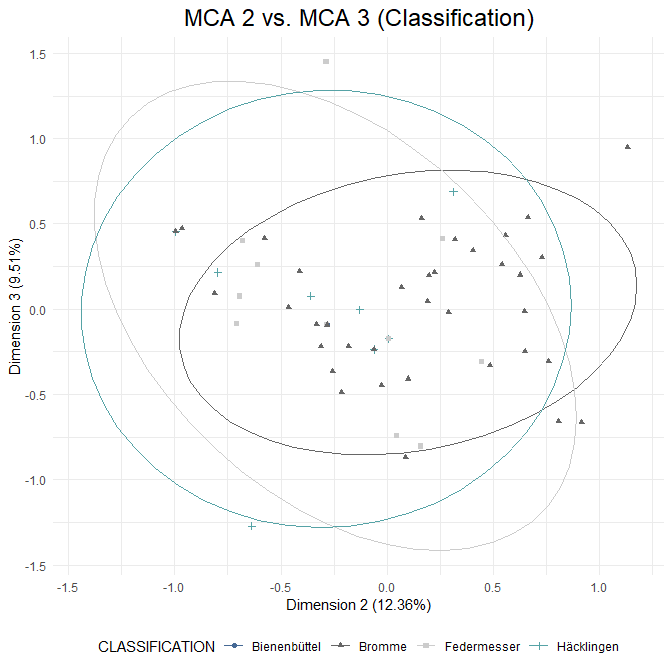 MCA 2 vs. MCA 3 (Classification)
Dimension 3 (9.51%)
1.5
1.0
0.5
0.0
-0.5
-1.0
-1.5
-1.5 -1.0 -0.5 0.0 0.5 1.0
Dimension 2 (12.36%)
CLASSIFICATION Bienenbüttel Bromme Federmesser Häcklingen